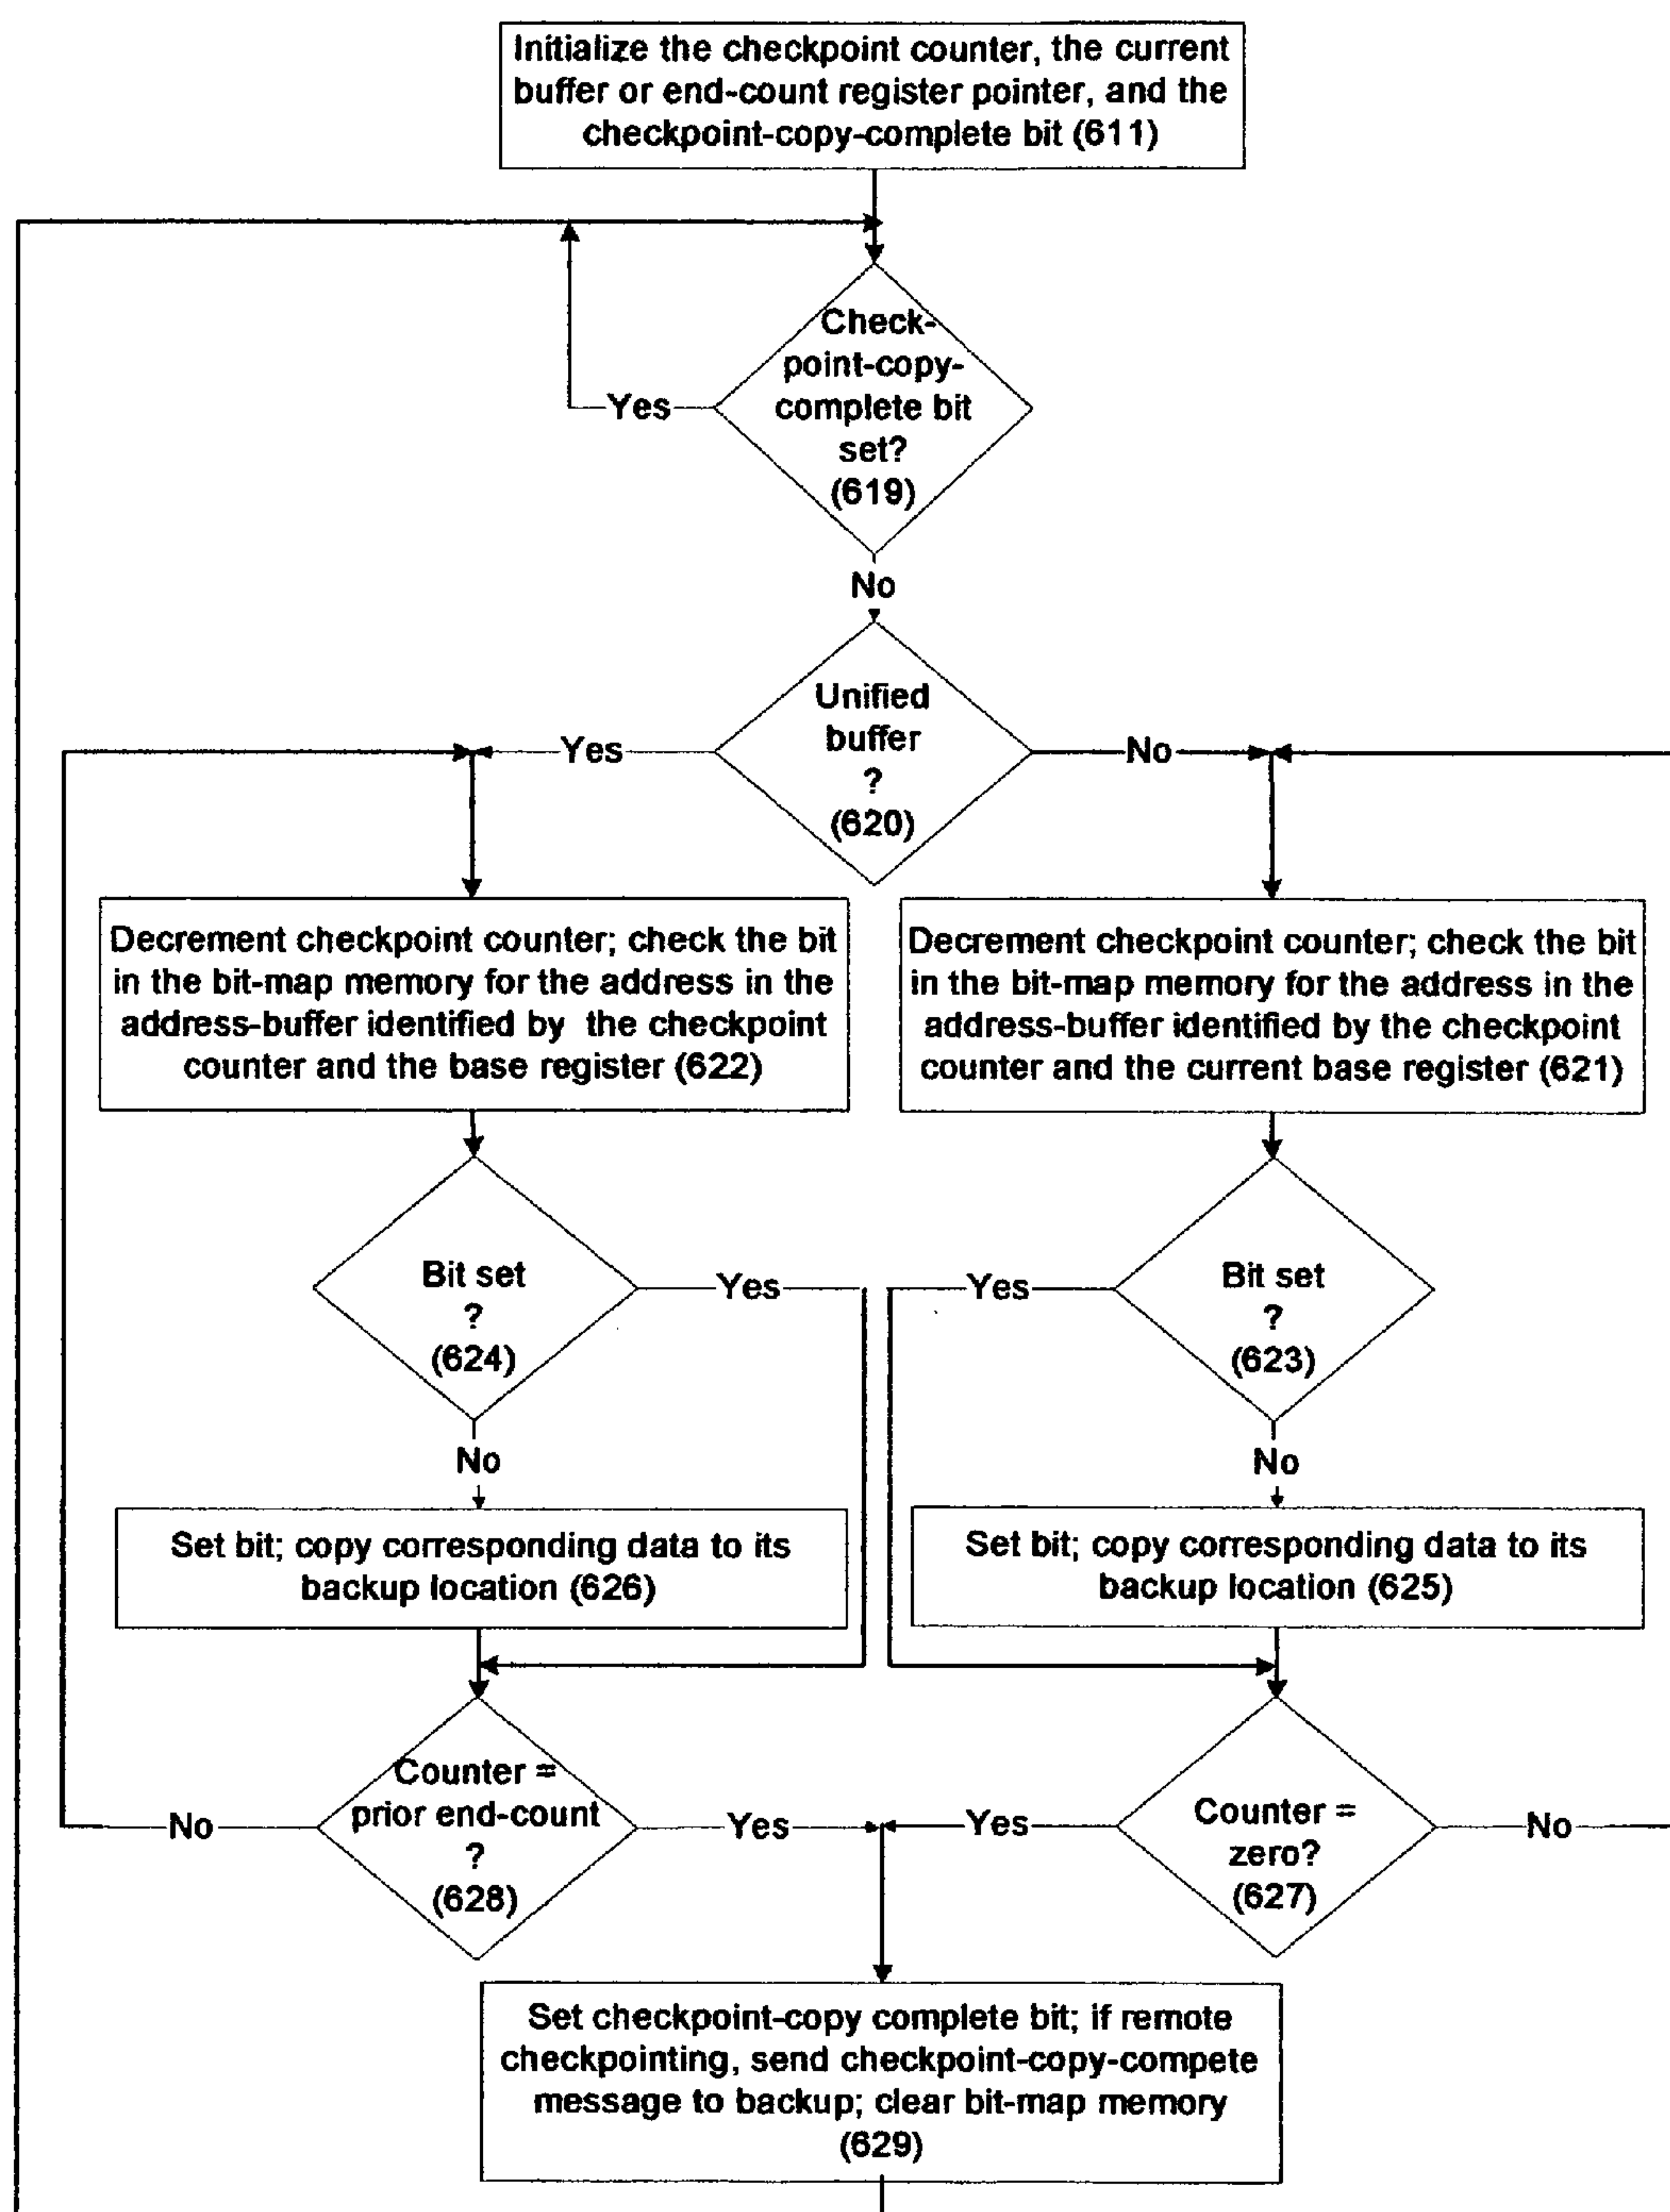 Initialize the checkpoint counter, the current
buffer or end-count register pointer, and the
checkpoint-copy-complete bit (611)
Check-
point-copy-
complete bit
set?
(619)
Yes
No
Unified
buffer
?
(620)
Yes
No
Decrement checkpoint counter; check the bit
in the bit-map memory for the address in the
address-buffer identified by the checkpoint
counter and the base register (622)
Decrement checkpoint counter; check the bit
in the bit-map memory for the address in the
address-buffer identified by the checkpoint
counter and the current base register (621)
Bit set
?
(624)
Yes
Yes
Bit set
?
(623)
No
No
Set bit; copy corresponding data to its
backup location (626)
Set bit; copy corresponding data to its
backup location (625)
No
Counter =
prior end-count
?
(628)
Yes
Yes
Counter =
zero?
(627)
No
Set checkpoint-copy complete bit; if remote
checkpointing, send checkpoint-copy-compete
message to backup; clear bit-map memory
(629)